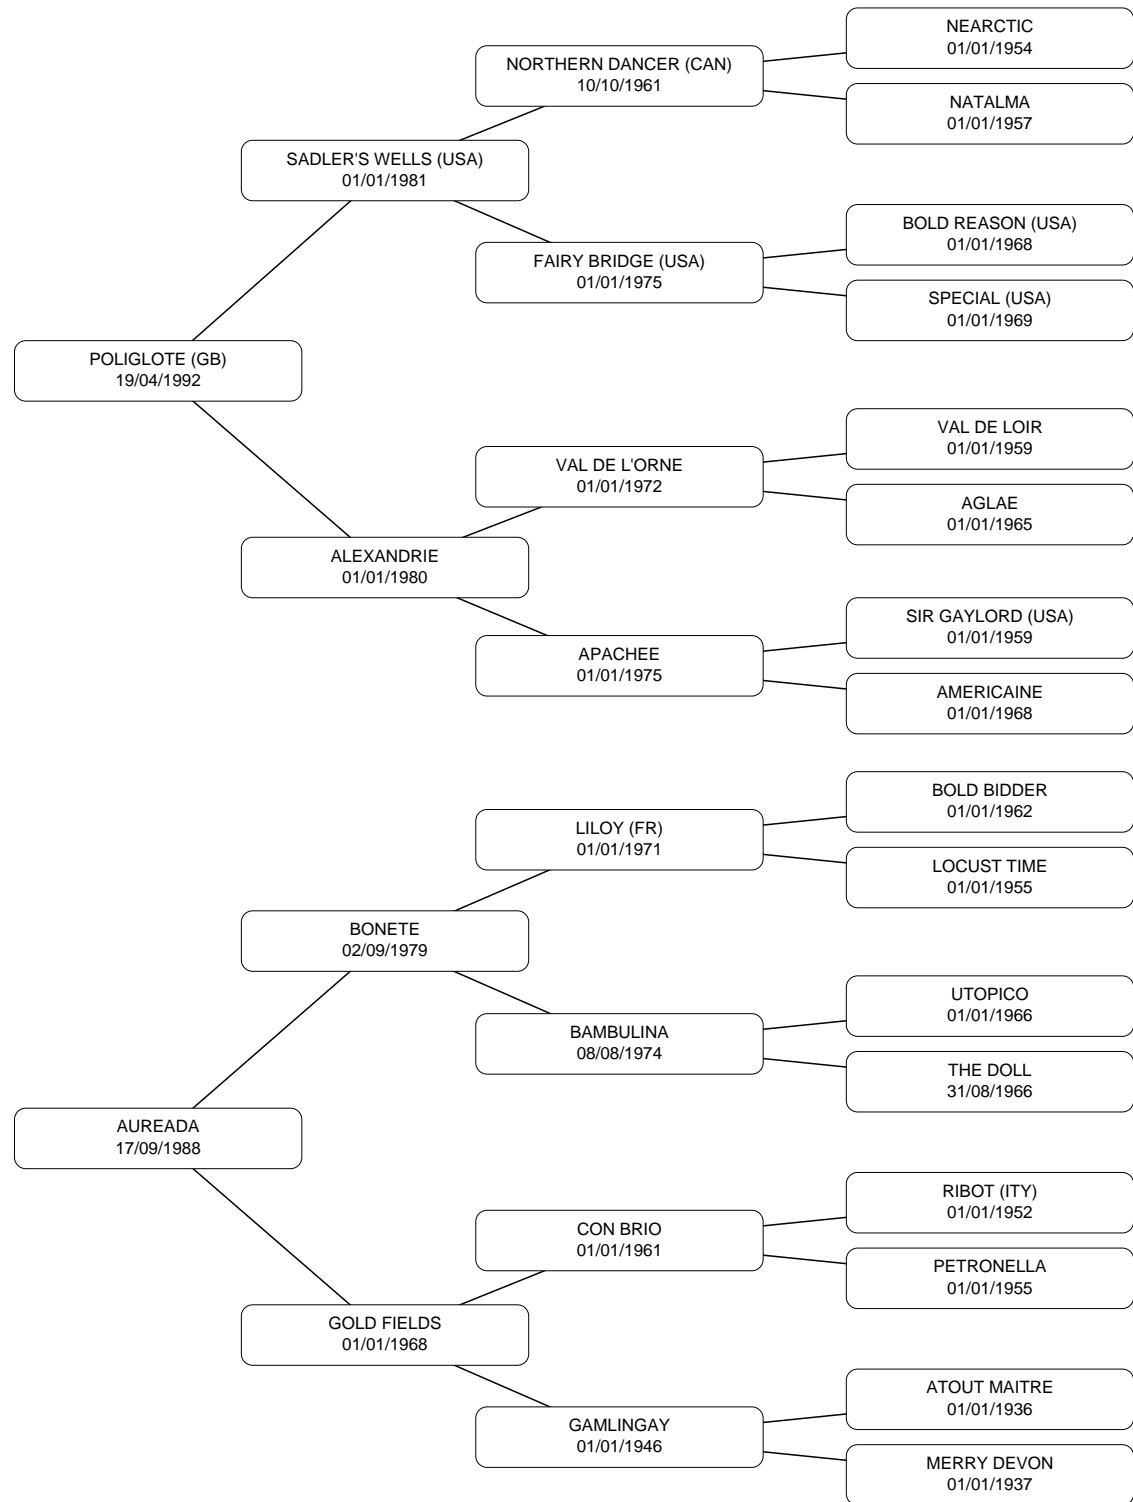 NEARCTIC
01/01/1954
NORTHERN DANCER (CAN)
10/10/1961
NATALMA
01/01/1957
SADLER'S WELLS (USA)
01/01/1981
BOLD REASON (USA)
01/01/1968
FAIRY BRIDGE (USA)
01/01/1975
SPECIAL (USA)
01/01/1969
POLIGLOTE (GB)
19/04/1992
VAL DE LOIR
01/01/1959
VAL DE L'ORNE
01/01/1972
AGLAE
01/01/1965
ALEXANDRIE
01/01/1980
SIR GAYLORD (USA)
01/01/1959
APACHEE
01/01/1975
AMERICAINE
01/01/1968
BOLD BIDDER
01/01/1962
LILOY (FR)
01/01/1971
LOCUST TIME
01/01/1955
BONETE
02/09/1979
UTOPICO
01/01/1966
BAMBULINA
08/08/1974
THE DOLL
31/08/1966
AUREADA
17/09/1988
RIBOT (ITY)
01/01/1952
CON BRIO
01/01/1961
PETRONELLA
01/01/1955
GOLD FIELDS
01/01/1968
ATOUT MAITRE
01/01/1936
GAMLINGAY
01/01/1946
MERRY DEVON
01/01/1937